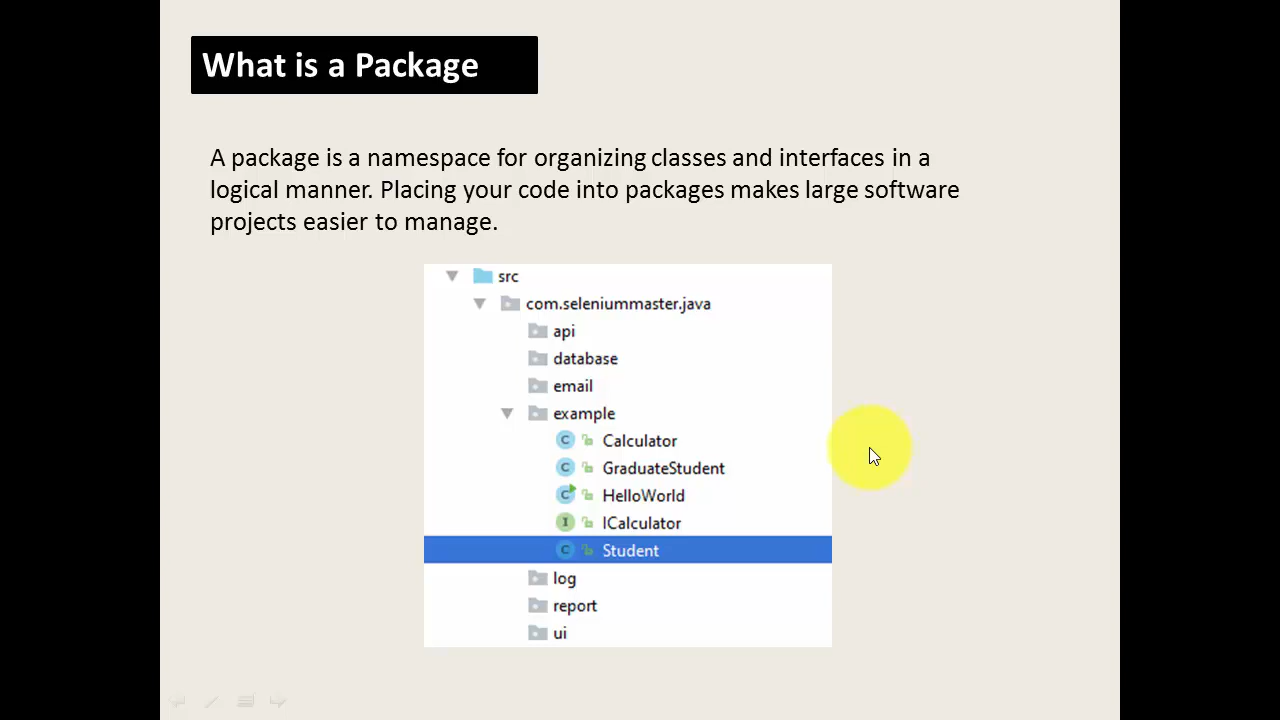 What is a Package
A package is a namespace for organizing classes and interfaces in a
logical manner. Placing your code into packages makes large software
projects easier to manage.
src
com.seleniummaster.java
api
database
email
example
C Calculator
C GraduateStudent
C HelloWorld
I ICalculator
C Student
log
report
ui